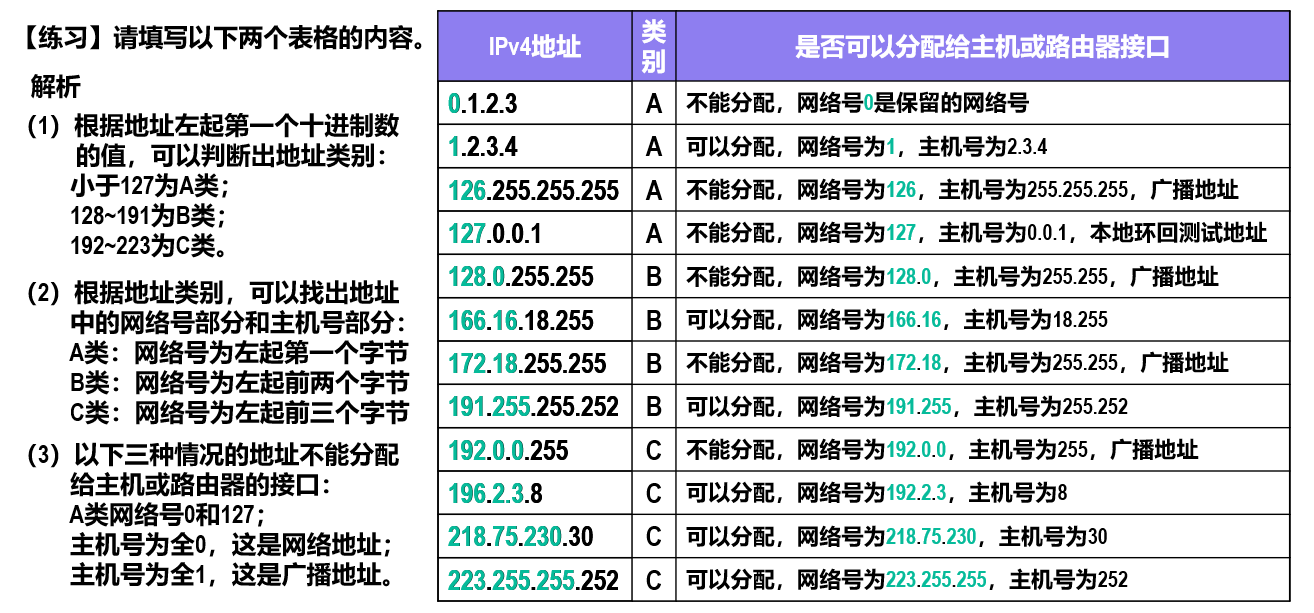 【练习】请填写以下两个表格的内容。
解析
（1）根据地址左起第一个十进制数
的值，可以判断出地址类别：
小于127为A类；
128~191为B类；
192~223为C类。
（2）根据地址类别，可以找出地址
中的网络号部分和主机号部分：
A类：网络号为左起第一个字节
B类：网络号为左起前两个字节
C类：网络号为左起前三个字节
（3）以下三种情况的地址不能分配
给主机或路由器的接口：
A类网络号0和127；
主机号为全0，这是网络地址；
主机号为全1，这是广播地址。
IPv4地址 类别 是否可以分配给主机或路由器接口
0.1.2.3 A 不能分配，网络号0是保留的网络号
1.2.3.4 A 可以分配，网络号为1，主机号为2.3.4
126.255.255.255 A 不能分配，网络号为126，主机号为255.255.255，广播地址
127.0.0.1 A 不能分配，网络号为127，主机号为0.0.1，本地环回测试地址
128.0.255.255 B 不能分配，网络号为128.0，主机号为255.255，广播地址
166.16.18.255 B 可以分配，网络号为166.16，主机号为18.255
172.18.255.255 B 不能分配，网络号为172.18，主机号为255.255，广播地址
191.255.255.252 B 可以分配，网络号为191.255，主机号为255.252
192.0.0.255 C 不能分配，网络号为192.0.0，主机号为255，广播地址
196.2.3.8 C 可以分配，网络号为192.2.3，主机号为8
218.75.230.30 C 可以分配，网络号为218.75.230，主机号为30
223.255.255.252 C 可以分配，网络号为223.255.255，主机号为252